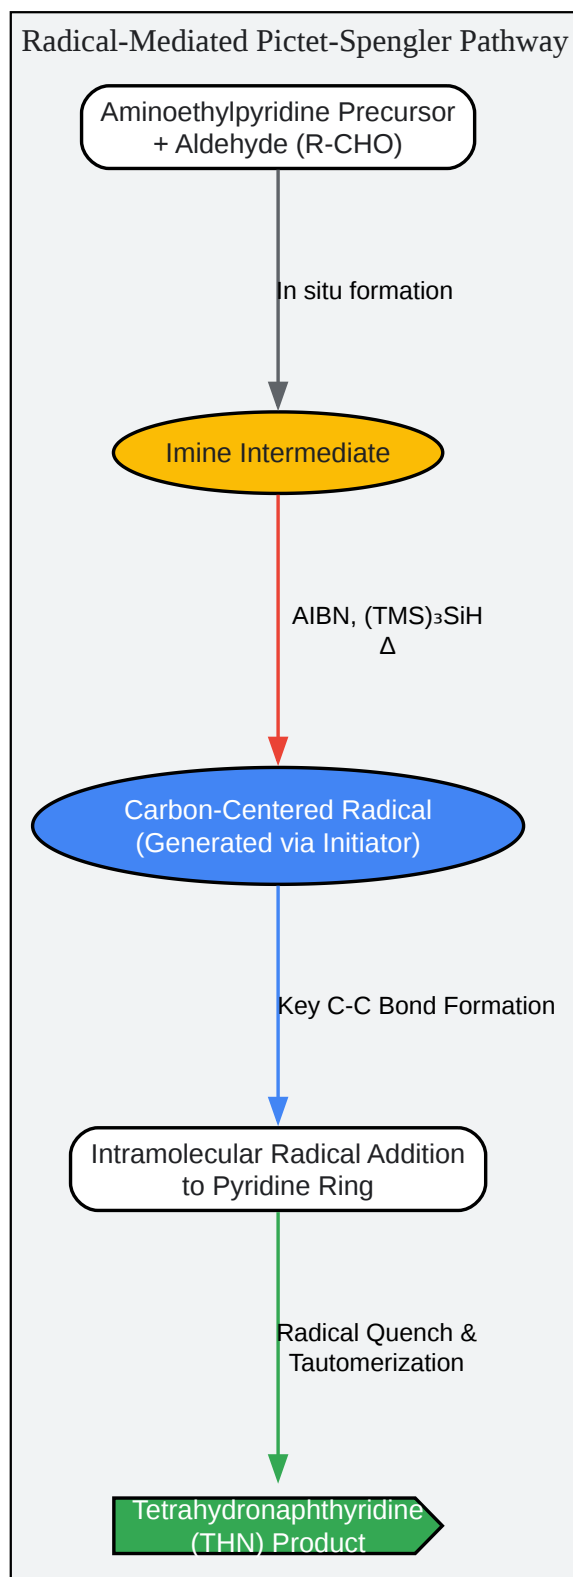 Radical-Mediated Pictet-Spengler Pathway
Aminoethylpyridine Precursor
+ Aldehyde (R-CHO)
In situ formation
Imine Intermediate
AIBN, (TMS)₃SiH
Δ
Carbon-Centered Radical
(Generated via Initiator)
Key C-C Bond Formation
Intramolecular Radical Addition
to Pyridine Ring
Radical Quench &
Tautomerization
Tetrahydronaphthyridine
(THN) Product